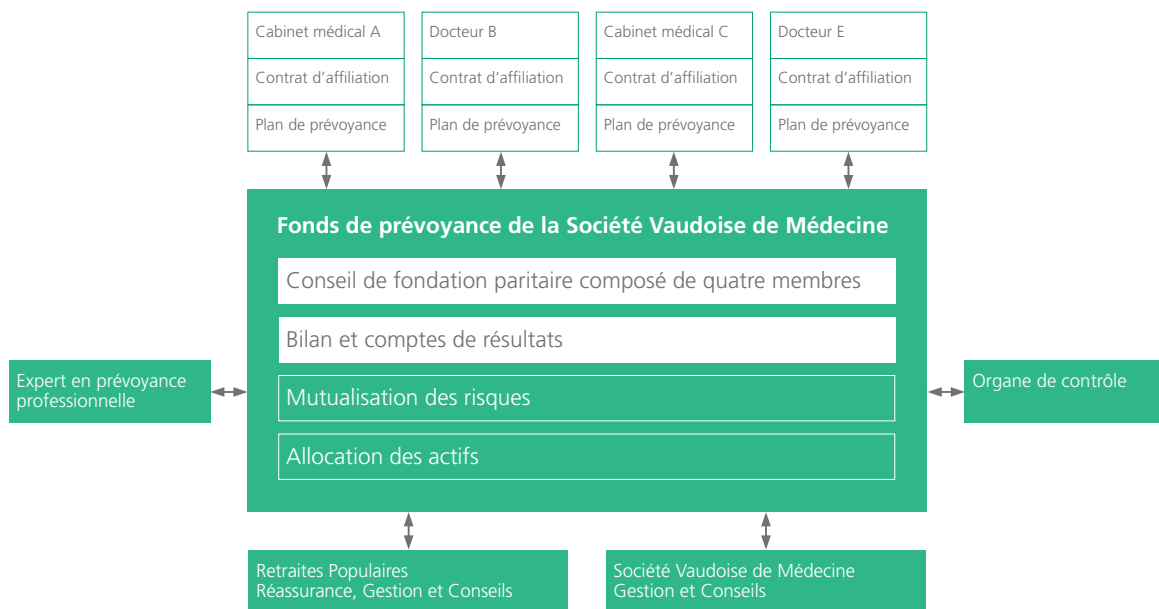 Cabinet médical A
Contrat d’affiliation
Plan de prévoyance
Docteur B
Contrat d’affiliation
Plan de prévoyance
Cabinet médical C
Contrat d’affiliation
Plan de prévoyance
Docteur E
Contrat d’affiliation
Plan de prévoyance
Fonds de prévoyance de la Société Vaudoise de Médecine
Conseil de fondation paritaire composé de quatre membres
Bilan et comptes de résultats
Mutualisation des risques
Allocation des actifs
Expert en prévoyance
professionnelle
Organe de contrôle
Retraites Populaires
Réassurance, Gestion et Conseils
Société Vaudoise de Médecine
Gestion et Conseils